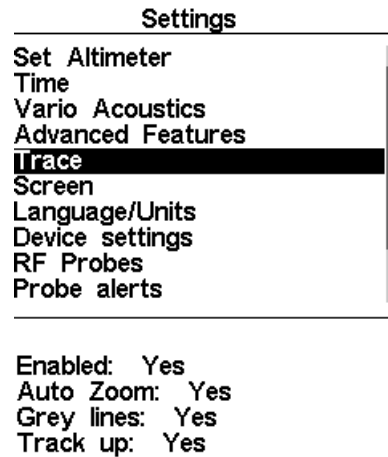 Settings
Set Altimeter
Time
Vario Acoustics
Advanced Features
Trace
Screen
Language/Units
Device settings
RF Probes
Probe alerts
Enabled: Yes
Auto Zoom: Yes
Grey lines: Yes
Track up: Yes